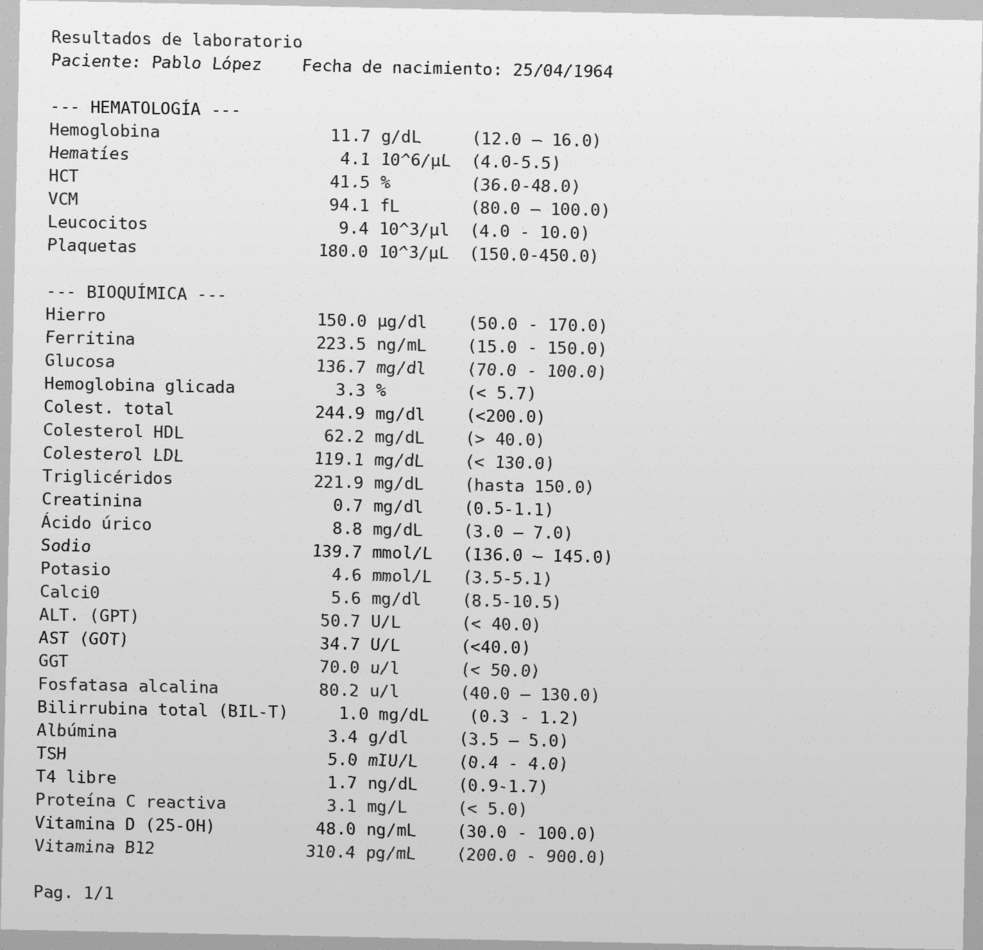 Resultados de laboratorio
Paciente: Pablo López    Fecha de nacimiento: 25/04/1964
--- HEMATOLOGÍA ---
Hemoglobina 11.7 g/dL (12.0 – 16.0)
Hematíes 4.1 10^6/µL (4.0-5.5)
HCT 41.5 % (36.0-48.0)
VCM 94.1 fL (80.0 – 100.0)
Leucocitos 9.4 10^3/µl (4.0 - 10.0)
Plaquetas 180.0 10^3/µL (150.0-450.0)
--- BIOQUÍMICA ---
Hierro 150.0 µg/dl (50.0 - 170.0)
Ferritina 223.5 ng/mL (15.0 - 150.0)
Glucosa 136.7 mg/dl (70.0 - 100.0)
Hemoglobina glicada 3.3 % (< 5.7)
Colest. total 244.9 mg/dl (<200.0)
Colesterol HDL 62.2 mg/dL (> 40.0)
Colesterol LDL 119.1 mg/dL (< 130.0)
Triglicéridos 221.9 mg/dL (hasta 150.0)
Creatinina 0.7 mg/dl (0.5-1.1)
Ácido úrico 8.8 mg/dL (3.0 – 7.0)
Sodio 139.7 mmol/L (136.0 – 145.0)
Potasio 4.6 mmol/L (3.5-5.1)
Calci0 5.6 mg/dl (8.5-10.5)
ALT. (GPT) 50.7 U/L (< 40.0)
AST (GOT) 34.7 U/L (<40.0)
GGT 70.0 u/l (< 50.0)
Fosfatasa alcalina 80.2 u/l (40.0 – 130.0)
Bilirrubina total (BIL-T) 1.0 mg/dL (0.3 - 1.2)
Albúmina 3.4 g/dl (3.5 – 5.0)
TSH 5.0 mIU/L (0.4 - 4.0)
T4 libre 1.7 ng/dL (0.9-1.7)
Proteína C reactiva 3.1 mg/L (< 5.0)
Vitamina D (25-OH) 48.0 ng/mL (30.0 - 100.0)
Vitamina B12 310.4 pg/mL (200.0 - 900.0)
Pag. 1/1